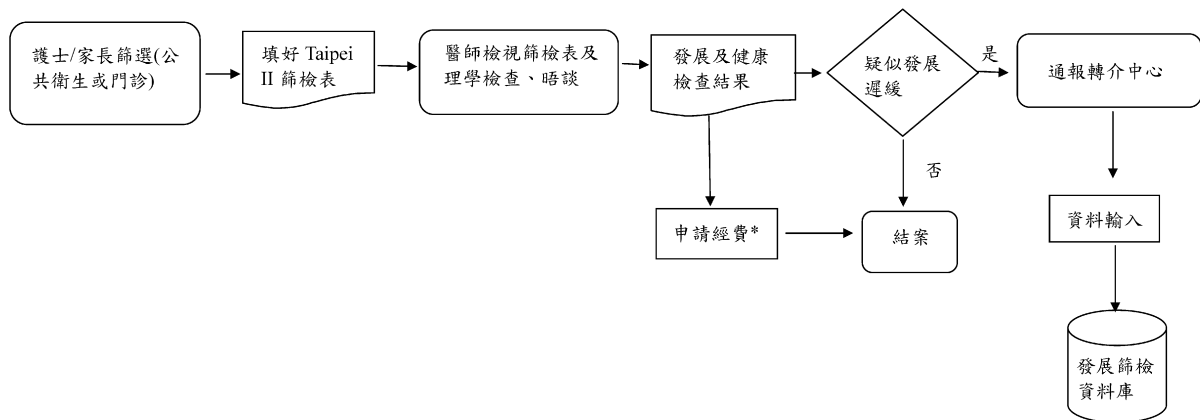 護士/家長篩選(公
共衛生或門診)
填好 Taipei
II 篩檢表
醫師檢視篩檢表及
理學檢查、晤談
發展及健康
檢查結果
疑似發展
遲緩
是
通報轉介中心
否
申請經費*
結案
資料輸入
發展篩檢
資料庫